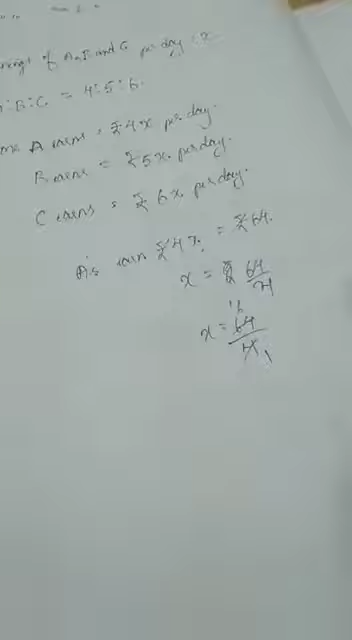 of A, B and C per day : x.
A:B:C = 4:5:6.
A earns = ₹4x per day.
B earns = ₹5x per day.
C earns = ₹6x per day.
A's earn ₹4x = ₹64.
x = 64/4
x = 64/4
16
1